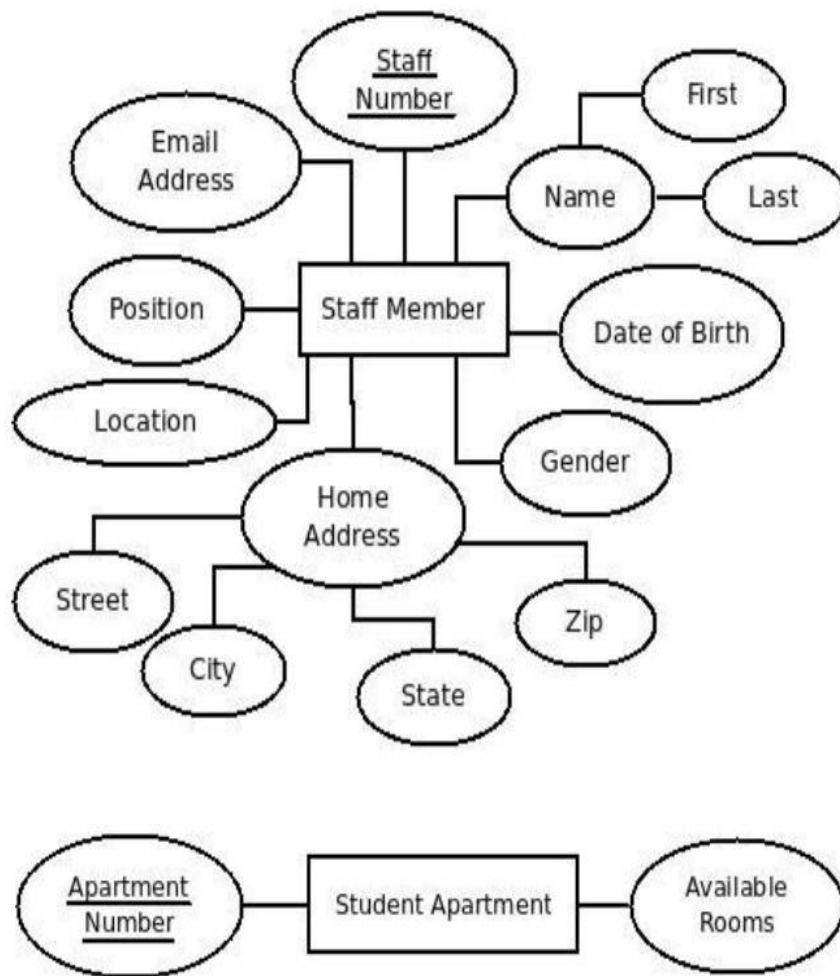 Staff
Number
First
Email
Address
Name
Last
Position
Staff Member
Date of Birth
Location
Gender
Home
Address
Street
City
State
Zip
Apartment
Number
Student Apartment
Available
Rooms